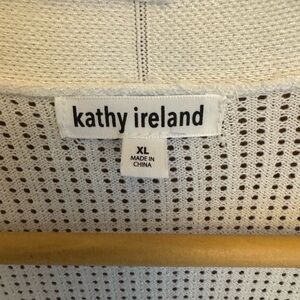 kathy ireland
XL
MADE IN
CHINA